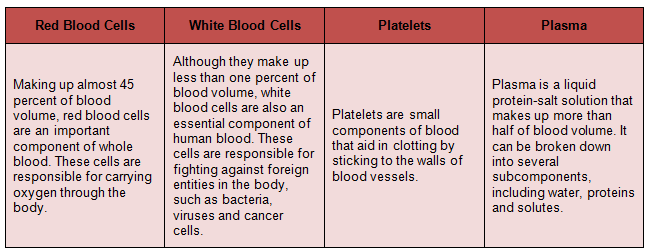 Red Blood Cells
White Blood Cells
Platelets
Plasma
Making up almost 45
percent of blood
volume, red blood cells
are an important
component of whole
blood. These cells are
responsible for carrying
oxygen through the
body.
Although they make up
less than one percent of
blood volume, white
blood cells are also an
essential component of
human blood. These
cells are responsible for
fighting against foreign
entities in the body,
such as bacteria,
viruses and cancer
cells.
Platelets are small
components of blood
that aid in clotting by
sticking to the walls of
blood vessels.
Plasma is a liquid
protein-salt solution that
makes up more than
half of blood volume. It
can be broken down
into several
subcomponents,
including water, proteins
and solutes.